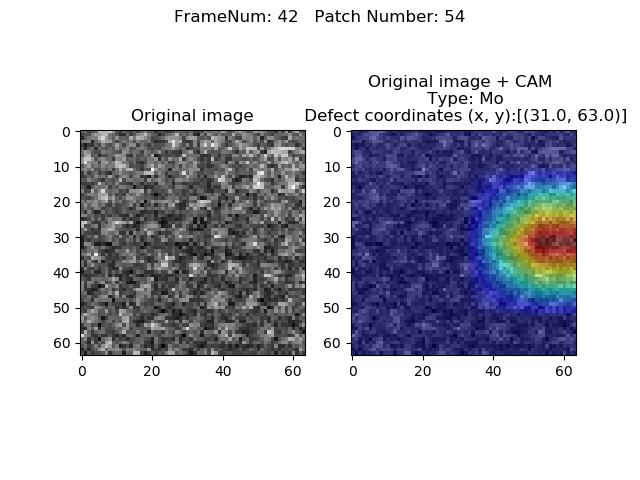 FrameNum: 42   Patch Number: 54
Original image
Original image + CAM
Type: Mo
Defect coordinates (x, y):[(31.0, 63.0)]
0
10
20
30
40
50
60
0 20 40 60
0
10
20
30
40
50
60
0 20 40 60